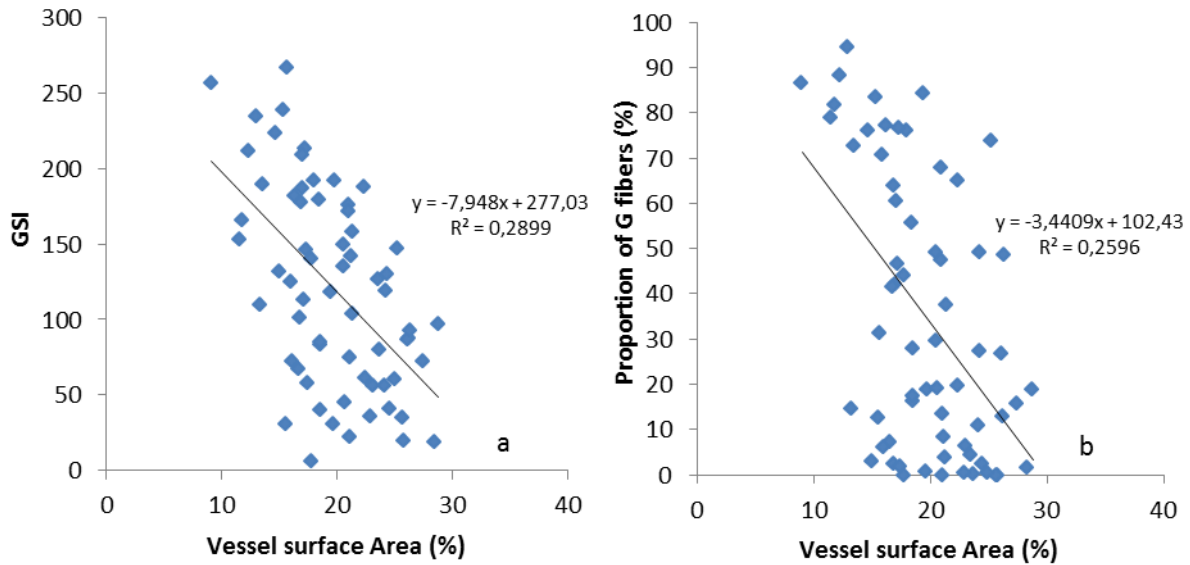 300
250
200
150
100
50
0
GSI
y = -7,948x + 277,03
R² = 0,2899
a
0 10 20 30 40
Vessel surface Area (%)
100
90
80
70
60
50
40
30
20
10
0
Proportion of G fibers (%)
y = -3,4409x + 102,43
R² = 0,2596
b
0 10 20 30 40
Vessel surface Area (%)